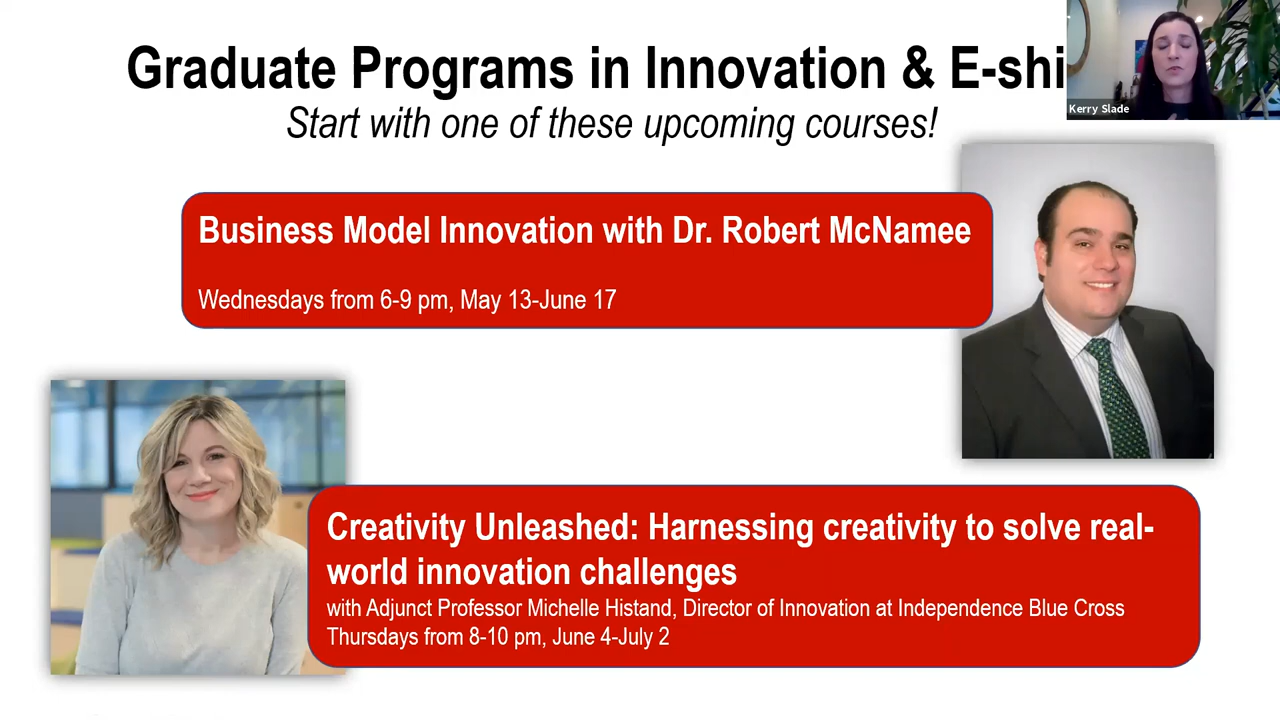 Graduate Programs in Innovation & E-shi
Kerry Slade
Start with one of these upcoming courses!
Business Model Innovation with Dr. Robert McNamee
Wednesdays from 6-9 pm, May 13-June 17
Creativity Unleashed: Harnessing creativity to solve real-
world innovation challenges
with Adjunct Professor Michelle Histand, Director of Innovation at Independence Blue Cross
Thursdays from 8-10 pm, June 4-July 2